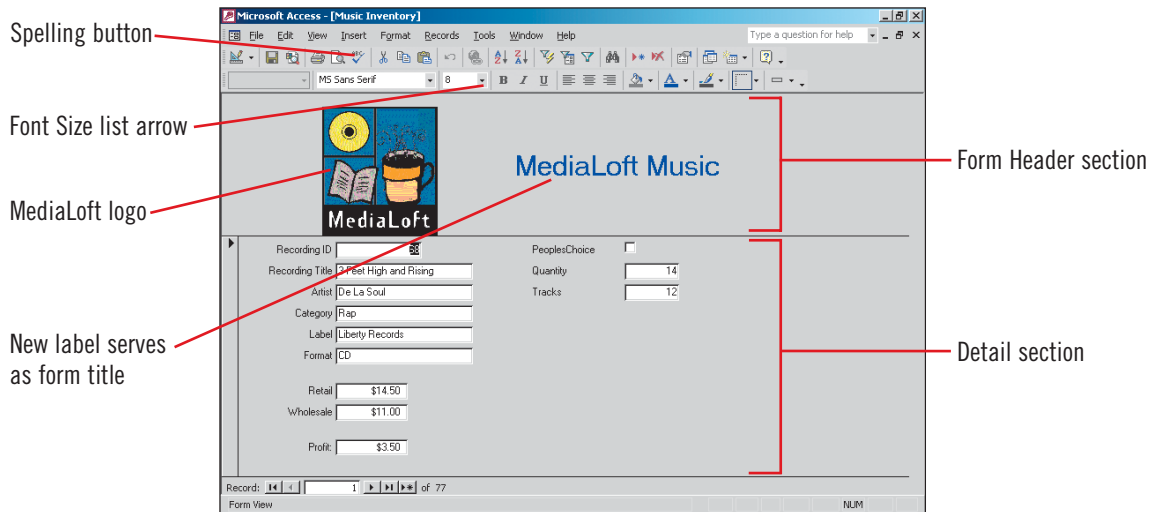 Microsoft Access - [Music Inventory]
File Edit View Insert Format Records Tools Window Help
Type a question for help
MS Sans Serif 8 B I U
Spelling button
Font Size list arrow
MediaLoft logo
New label serves
as form title
Form Header section
Detail section
MediaLoft
MediaLoft Music
Recording ID
Recording Title 3 Feet High and Rising
Artist De La Soul
Category Rap
Label Liberty Records
Format CD
Retail $14.50
Wholesale $11.00
Profit: $3.50
PeoplesChoice
Quantity 14
Tracks 12
Record: 1 of 77
Form View NUM